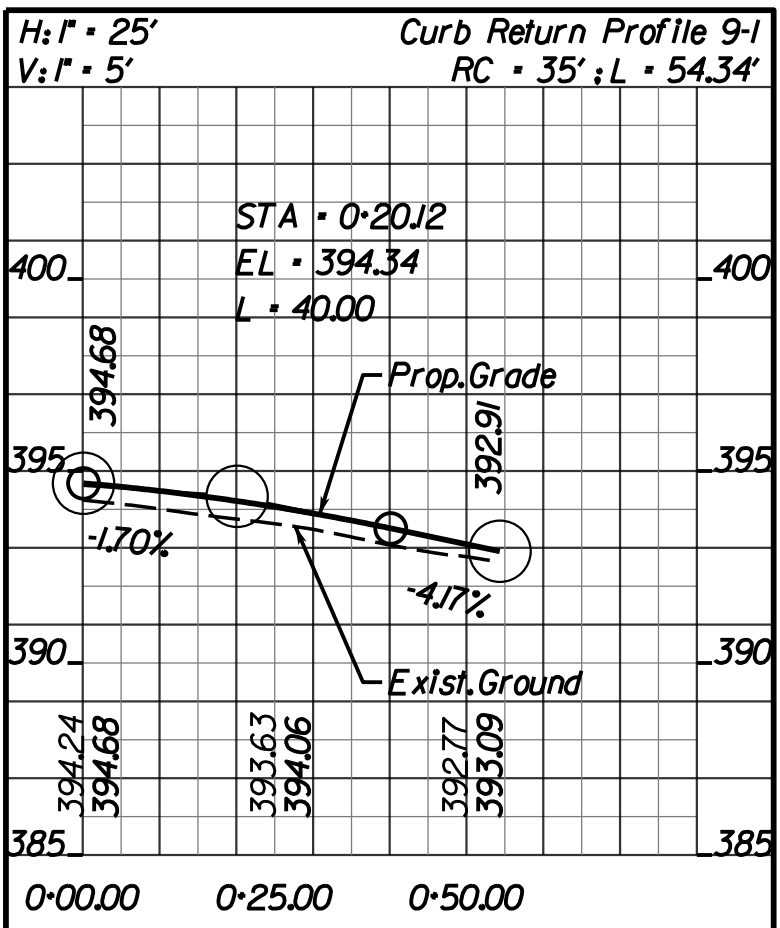 H: 1" = 25' Curb Return Profile 9-1
V: 1" = 5' RC = 35' ; L = 54.34'
STA = 0+20.12
EL = 394.34
L = 40.00
400 400
394.68
Prop. Grade
392.91
395 395
-1.70%
-4.17%
390 390
Exist. Ground
394.24 394.68 393.63 394.06 392.77 393.09
385 385
0+00.00 0+25.00 0+50.00